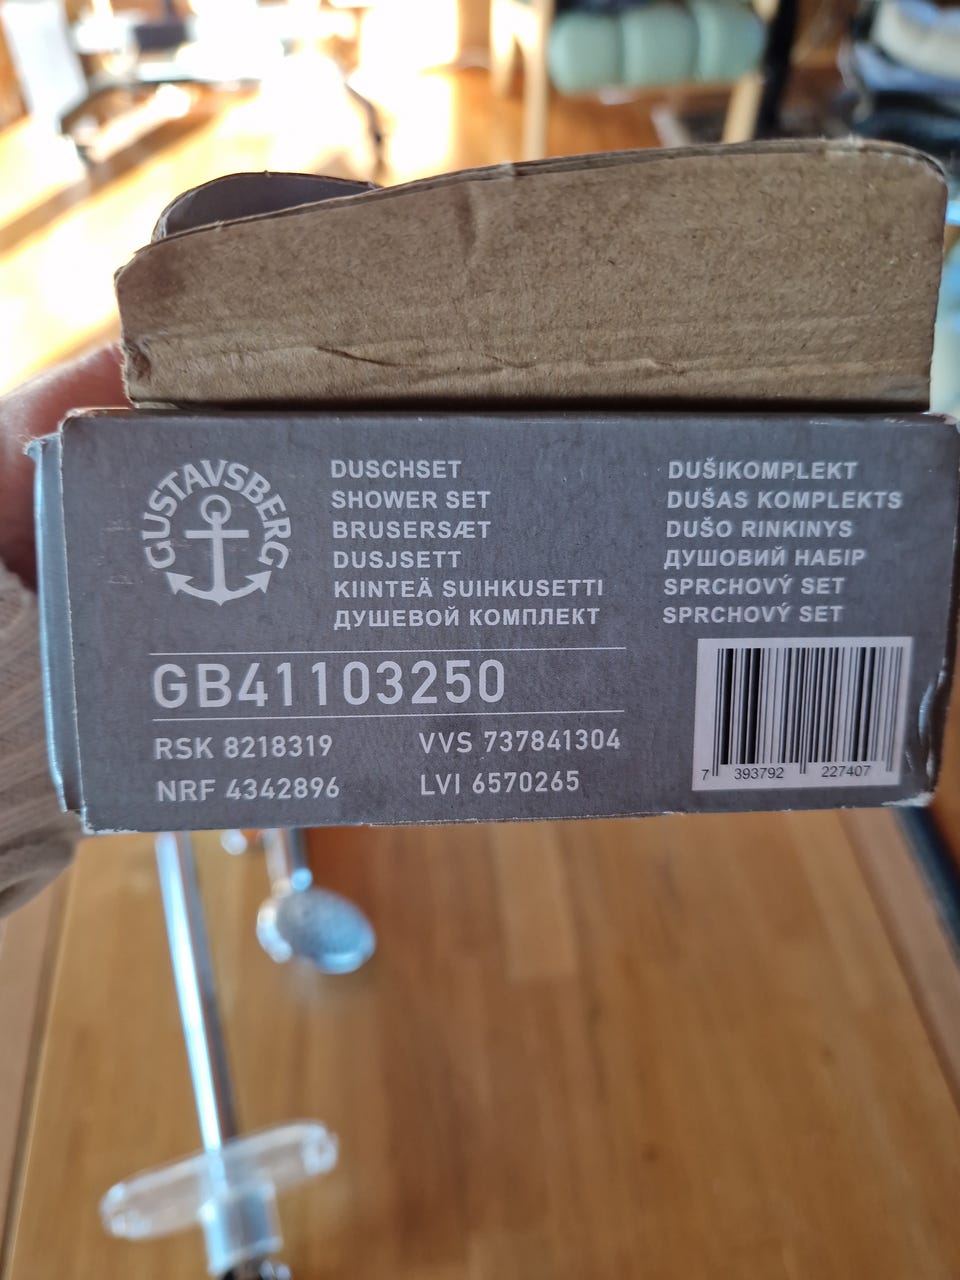 GUSTAVSBERG
DUSCHSET
SHOWER SET
BRUSERSÆT
DUSJSETT
KIINTEÄ SUIHKUSETTI
ДУШЕВОЙ КОМПЛЕКТ
DUŠIKOMPLEKT
DUŠAS KOMPLEKTS
DUŠO RINKINYS
ДУШОВИЙ НАБІР
SPRCHOVÝ SET
SPRCHOVÝ SET
GB41103250
RSK 8218319 VVS 737841304
NRF 4342896 LVI 6570265
7 393792 227407